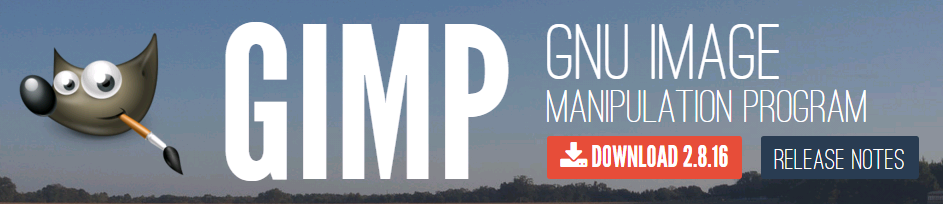 GIMP
GNU IMAGE
MANIPULATION PROGRAM
DOWNLOAD 2.8.16
RELEASE NOTES